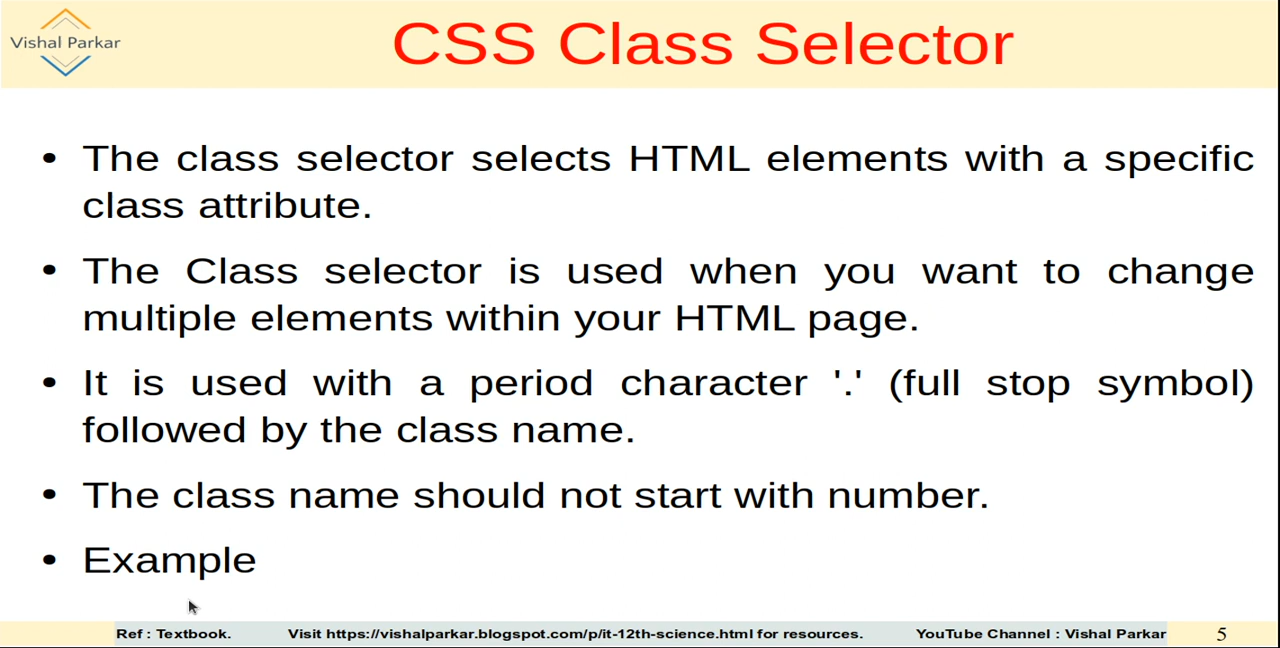 Vishal Parkar
CSS Class Selector
• The class selector selects HTML elements with a specific
class attribute.
• The Class selector is used when you want to change
multiple elements within your HTML page.
• It is used with a period character '.' (full stop symbol)
followed by the class name.
• The class name should not start with number.
• Example
Ref : Textbook. Visit https://vishalparkar.blogspot.com/p/it-12th-science.html for resources. YouTube Channel : Vishal Parkar 5